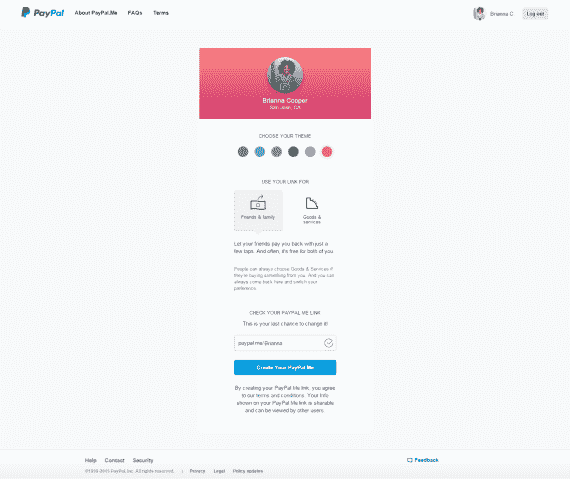 PayPal
About PayPal.Me FAQs Terms
Brianna C
Log out
Brianna Cooper
San Jose, CA
CHOOSE YOUR THEME
USE YOUR LINK FOR
Friends & family
Goods &
services
Let your friends pay you back with just a
few taps. And often, it's free for both of you.
People can always choose Goods & Services if
they're buying something from you. And you can
always come back here and switch your
preference.
CHECK YOUR PAYPAL.ME LINK
This is your last chance to change it!
paypal.me/Brianna
Create Your PayPal.Me
By creating your PayPal.Me link, you agree
to our terms and conditions. Your info
shown on your PayPal.Me link is sharable
and can be viewed by other users.
Help Contact Security
Feedback
PayPal, Inc. All rights reserved. | Privacy Legal Policy updates